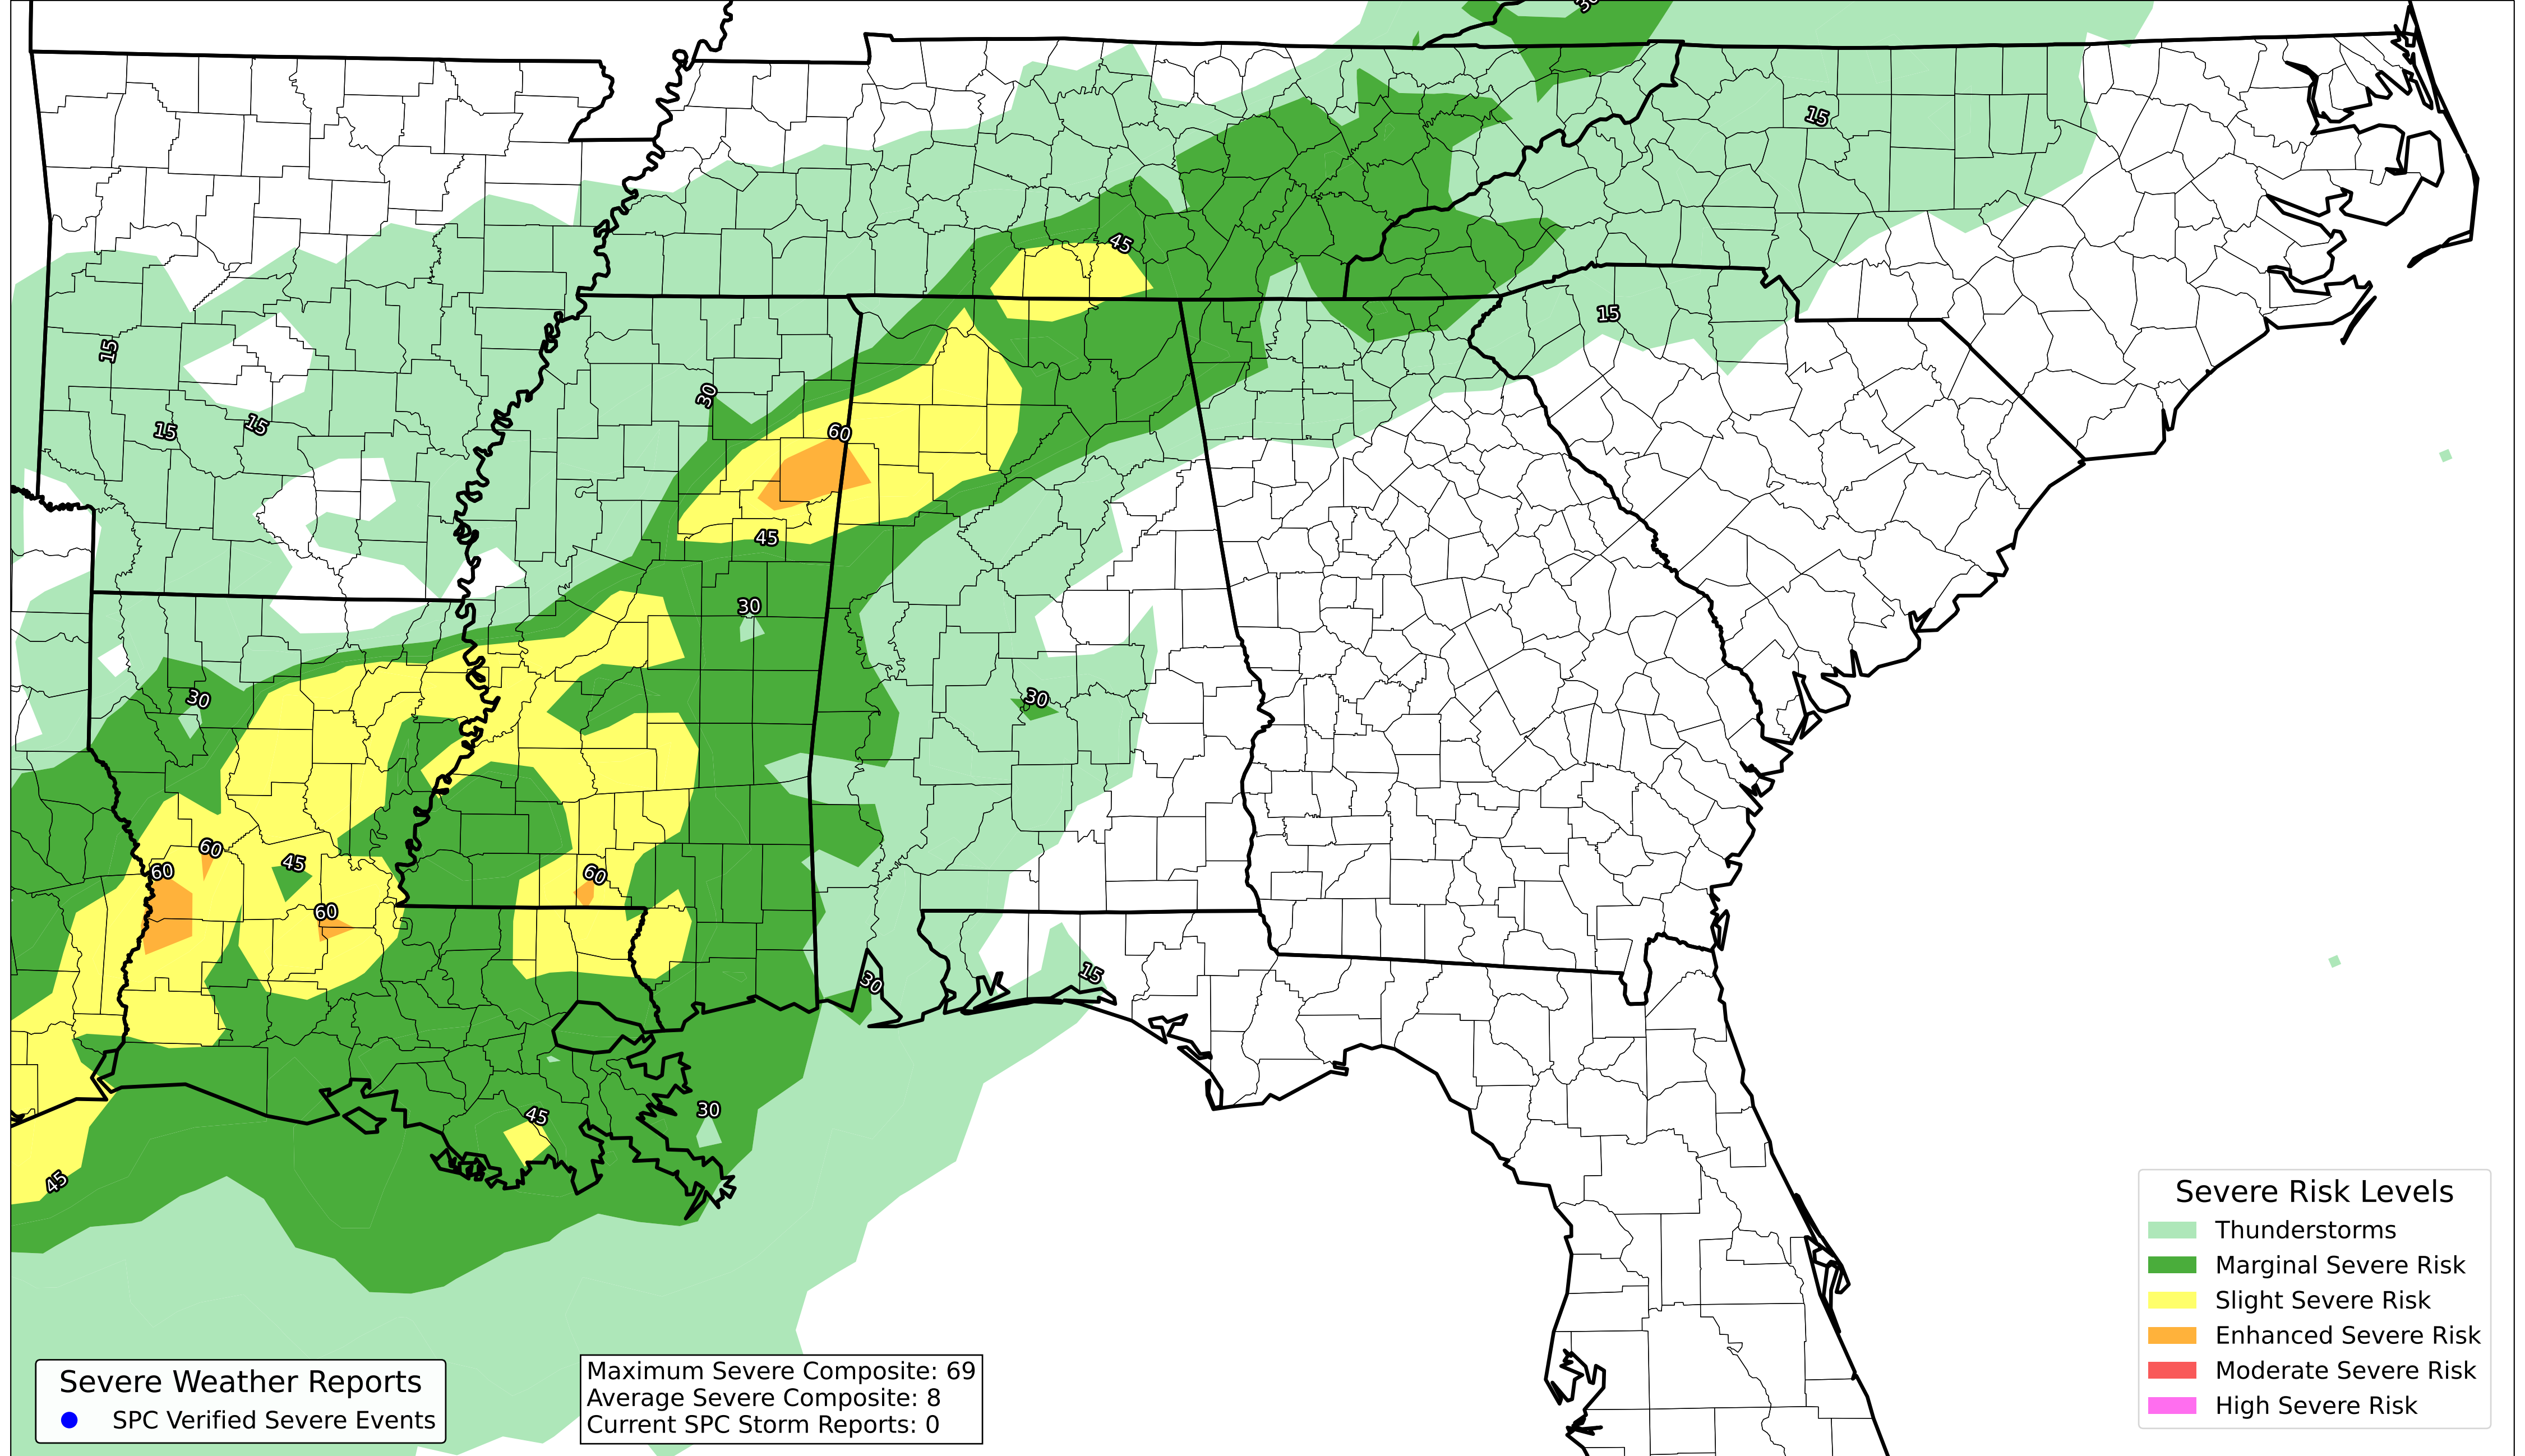 30
15
45
15
15
30
15
15
60
45
30
30
30
60
45
60
60
60
15
30
30
45
45
Severe Risk Levels
Thunderstorms
Marginal Severe Risk
Slight Severe Risk
Enhanced Severe Risk
Moderate Severe Risk
High Severe Risk
Severe Weather Reports
SPC Verified Severe Events
Maximum Severe Composite: 69
Average Severe Composite: 8
Current SPC Storm Reports: 0